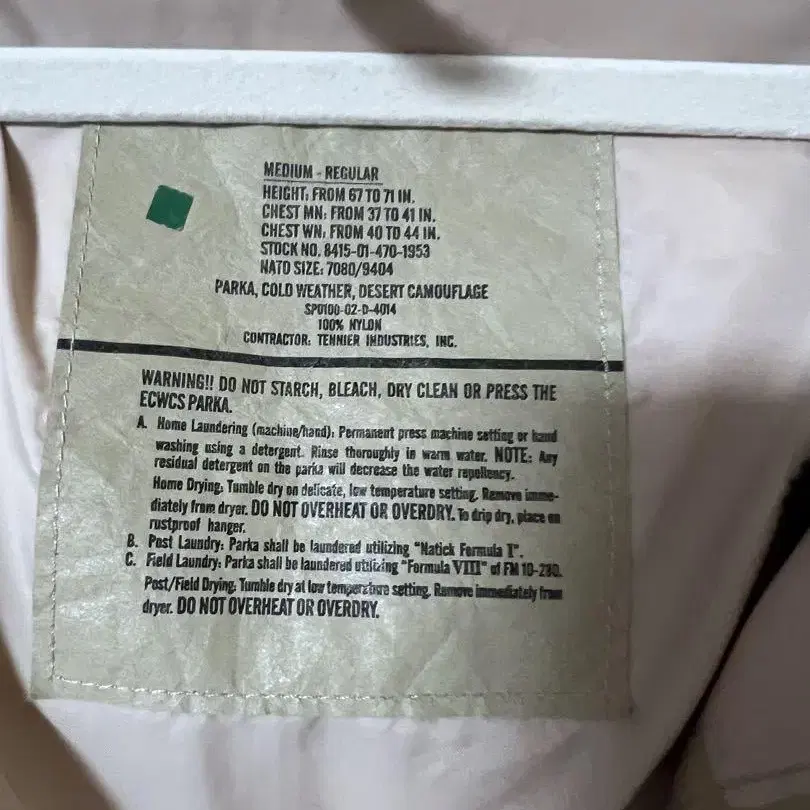 MEDIUM - REGULAR
HEIGHT: FROM 67 TO 71 IN.
CHEST MN: FROM 37 TO 41 IN.
CHEST WN: FROM 40 TO 44 IN.
STOCK NO. 8415-01-470-1953
NATO SIZE: 7080/9404
PARKA, COLD WEATHER, DESERT CAMOUFLAGE
SPO100-02-D-4014
100% NYLON
CONTRACTOR: TENNIER INDUSTRIES, INC.
WARNING!! DO NOT STARCH, BLEACH, DRY CLEAN OR PRESS THE
ECWCS PARKA.
A. Home Laundering (machine/hand): Permanent press machine setting or hand
washing using a detergent. Rinse thoroughly in warm water. NOTE: Any
residual detergent on the parka will decrease the water repellency.
Home Drying: Tumble dry on delicate, low temperature setting. Remove imme-
diately from dryer. DO NOT OVERHEAT OR OVERDRY. To drip dry, place on
rustproof hanger.
B. Post Laundry: Parka shall be laundered utilizing "Natick Formula I".
C. Field Laundry: Parka shall be laundered utilizing "Formula VIII" of FM 10-280.
Post/Field Drying: Tumble dry at low temperature setting. Remove immediately from
dryer. DO NOT OVERHEAT OR OVERDRY.